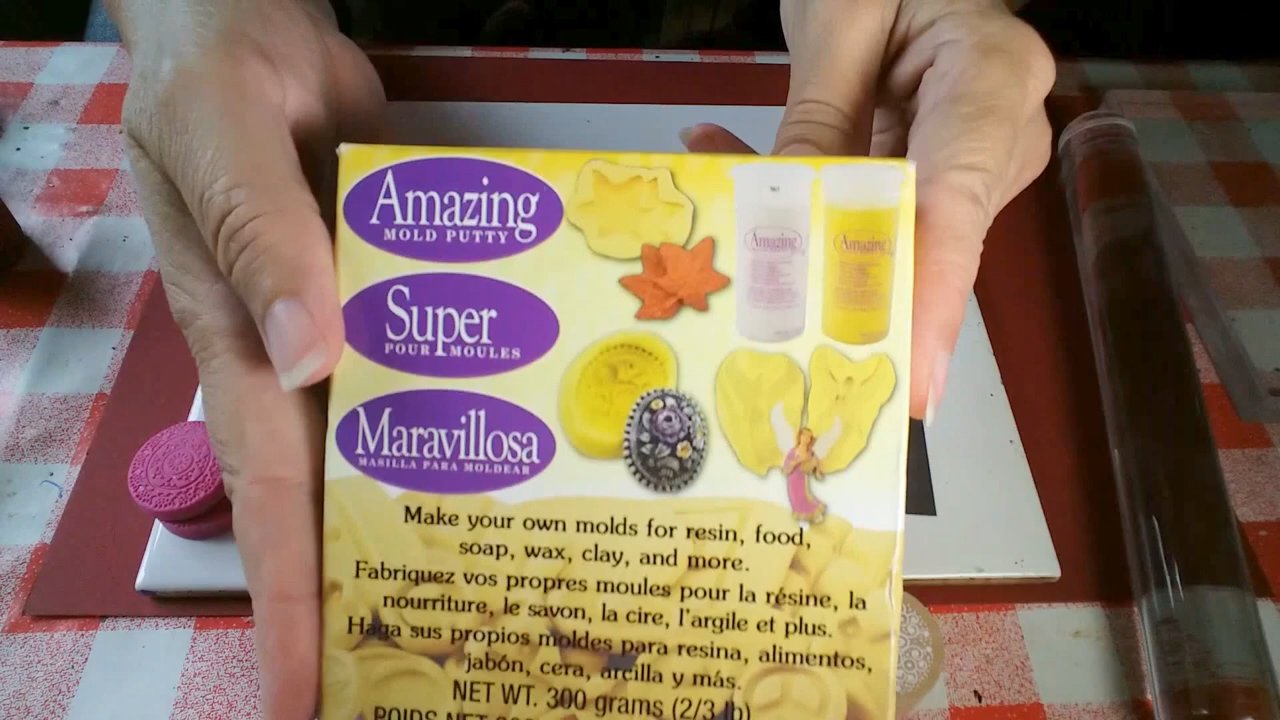 Amazing
MOLD PUTTY
Super
POUR MOULES
Maravillosa
MASILLA PARA MOLDEAR
Amazing
Amazing
Make your own molds for resin, food,
soap, wax, clay, and more.
Fabriquez vos propres moules pour la résine, la
nourriture, le savon, la cire, l'argile et plus.
Haga sus propios moldes para resina, alimentos,
jabón, cera, arcilla y más.
NET WT. 300 grams (2/3 lb)
POIDS NET